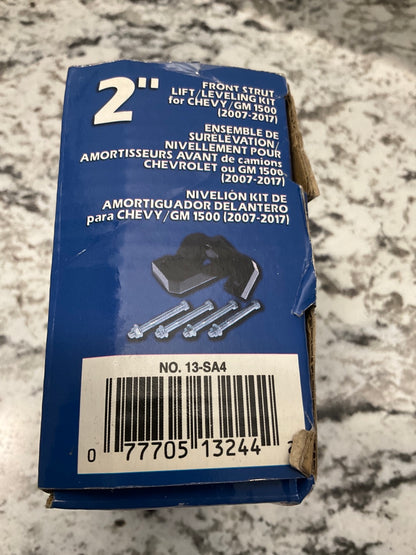 2"
FRONT STRUT
LIFT/LEVELING KIT
for CHEVY/GM 1500
(2007-2017)
ENSEMBLE DE
SURÉLÉVATION/
NIVELLEMENT POUR
AMORTISSEURS AVANT de camions
CHEVROLET ou GM 1500
(2007-2017)
NIVELIÓN KIT DE
AMORTIGUADOR DELANTERO
para CHEVY/GM 1500 (2007-2017)
NO. 13-SA4
0 77705 13244